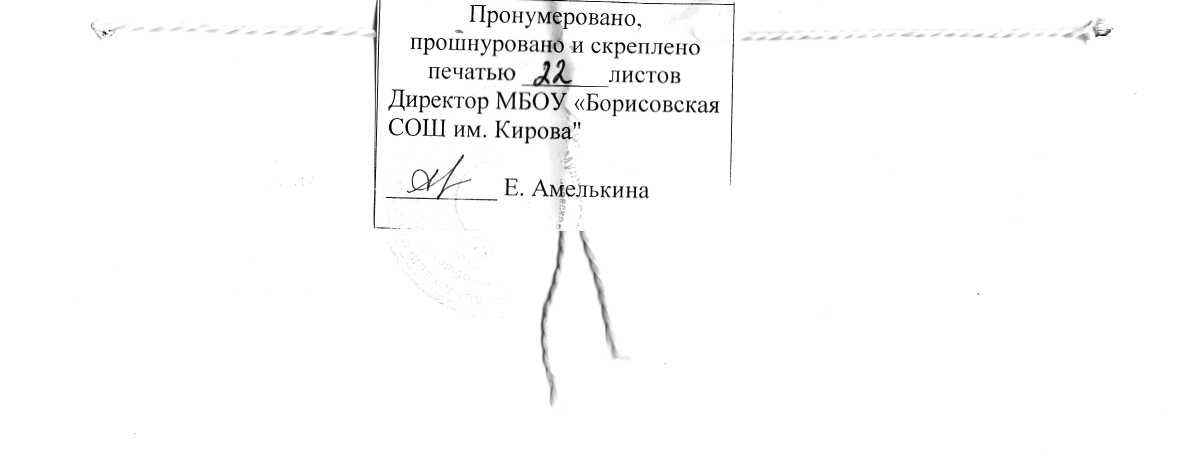 Пронумеровано,
прошнуровано и скреплено
печатью 22 листов
Директор МБОУ «Борисовская
СОШ им. Кирова"
Е. Амелькина